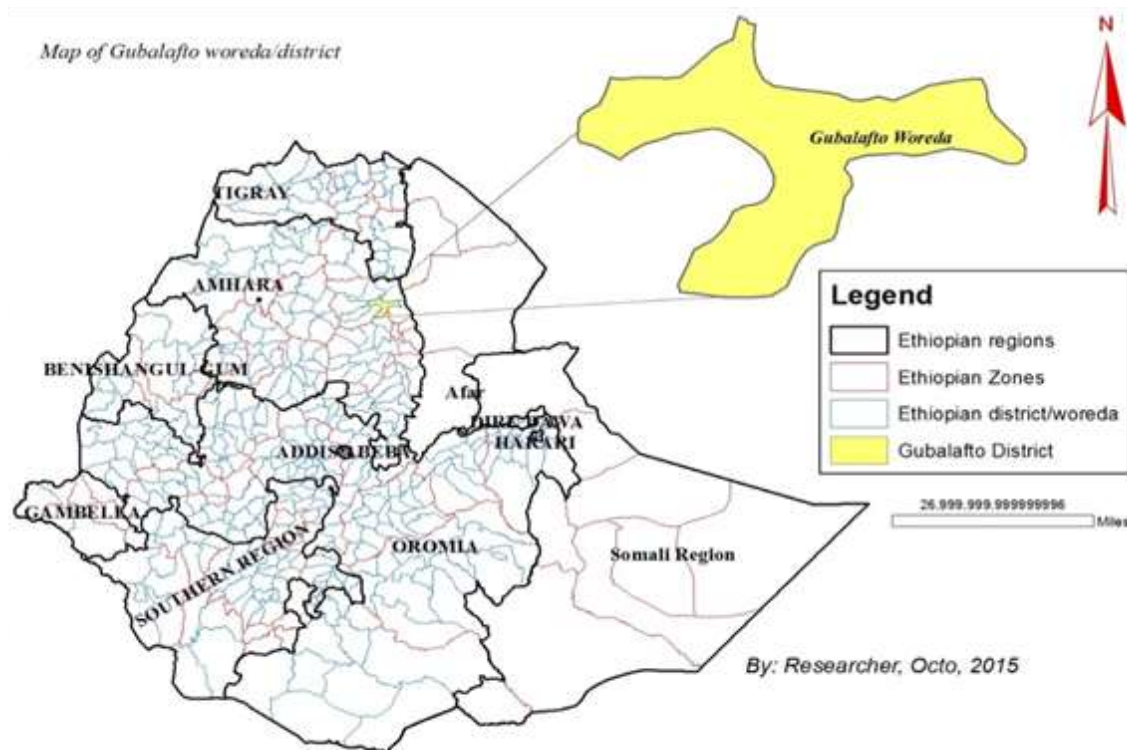 Map of Gubalafto woreda/district
N
Gubalafto Woreda
TIGRAY
AMHARA
BENISHANGUL-GUM
Afar
DIRE DAWA
HARARI
ADDIS ABEBA
GAMBELLA
OROMIA
SOUTHERN REGION
Somali Region
Legend
Ethiopian regions
Ethiopian Zones
Ethiopian district/woreda
Gubalafto District
26.999.999.999999996
Miles
By: Researcher, Octo, 2015